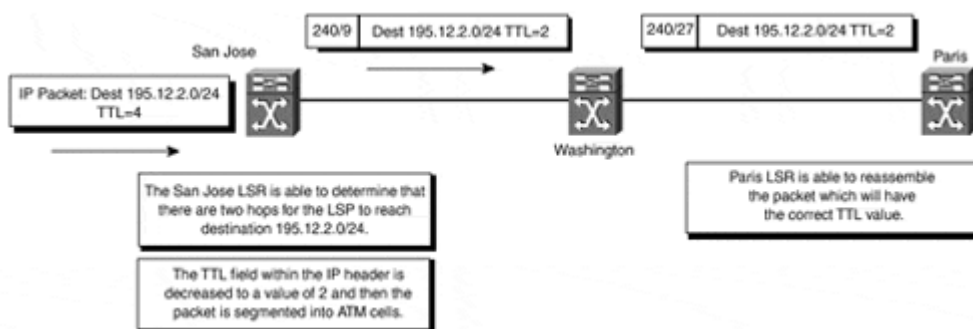 San Jose
240/9 Dest 195.12.2.0/24 TTL=2
240/27 Dest 195.12.2.0/24 TTL=2
Paris
IP Packet: Dest 195.12.2.0/24
TTL=4
Washington
The San Jose LSR is able to determine that
there are two hops for the LSP to reach
destination 195.12.2.0/24.
Paris LSR is able to reassemble
the packet which will have
the correct TTL value.
The TTL field within the IP header is
decreased to a value of 2 and then the
packet is segmented into ATM cells.